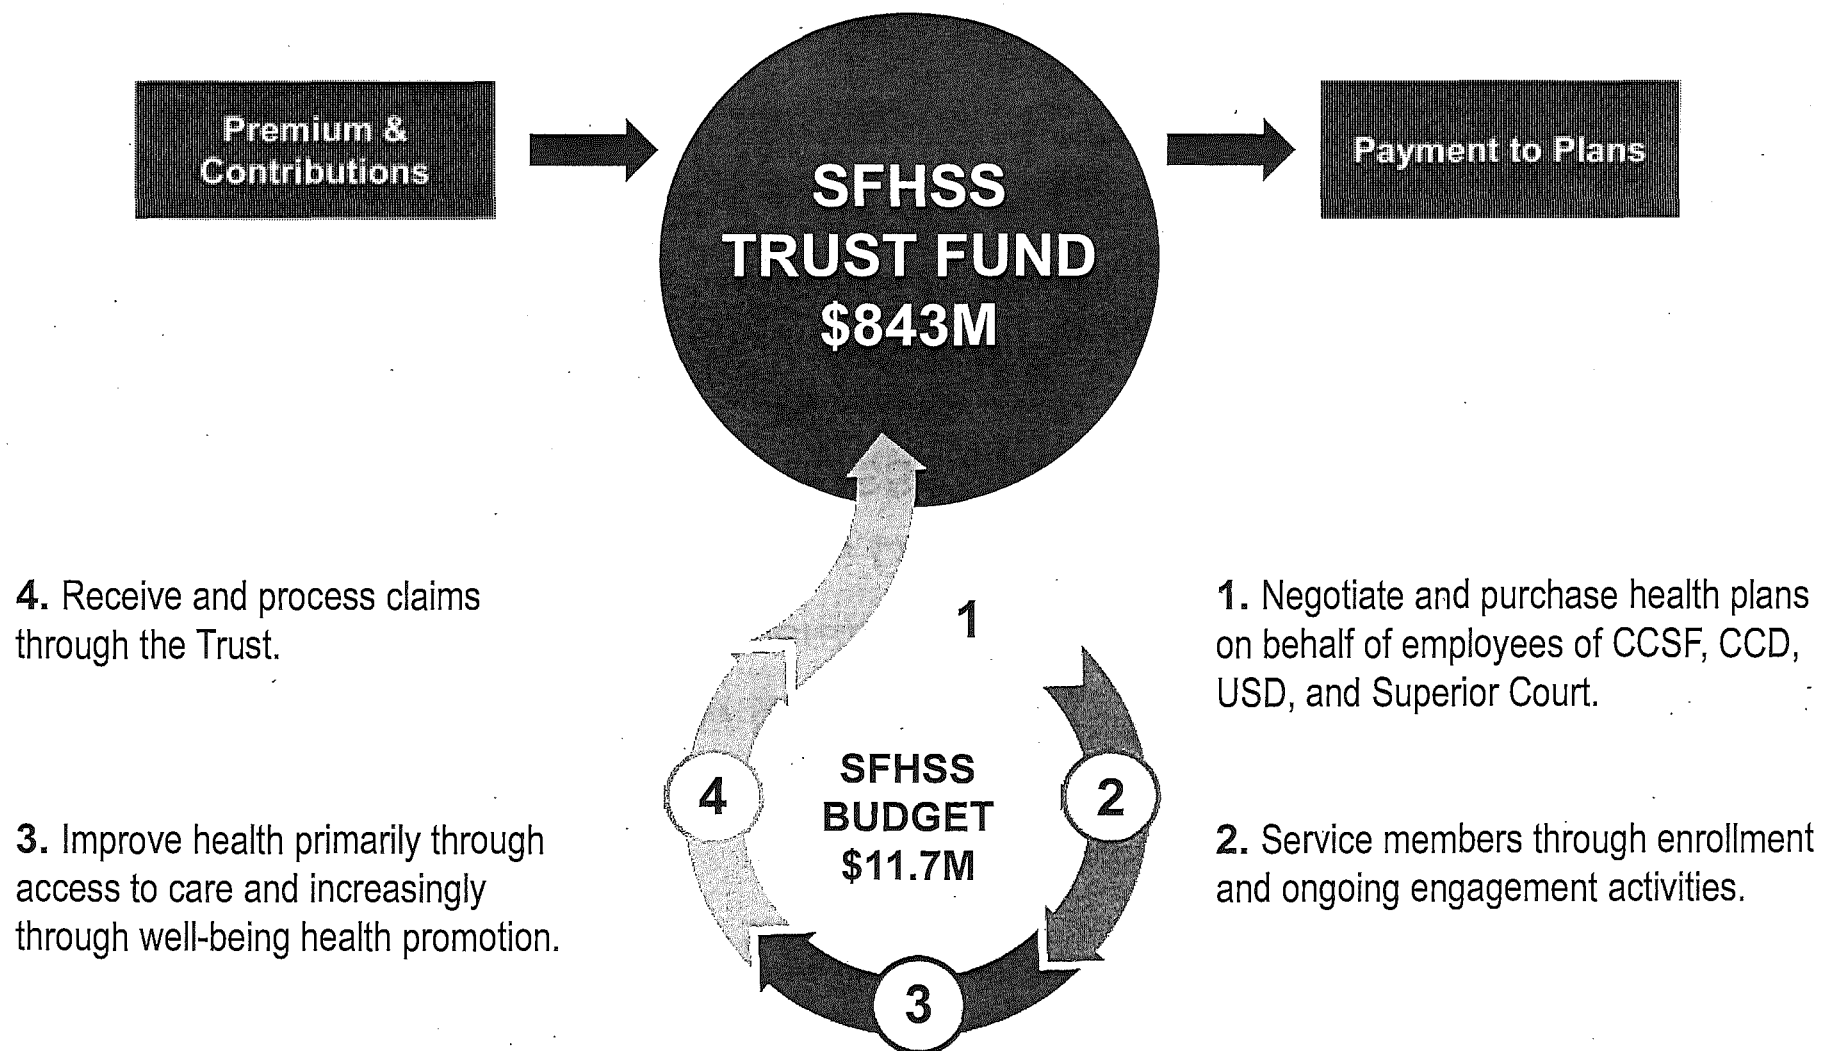 Premium &
Contributions
SFHSS
TRUST FUND
$843M
Payment to Plans
4. Receive and process claims
through the Trust.
1
1. Negotiate and purchase health plans
on behalf of employees of CCSF, CCD,
USD, and Superior Court.
SFHSS
BUDGET
$11.7M
4
2
3. Improve health primarily through
access to care and increasingly
through well-being health promotion.
2. Service members through enrollment
and ongoing engagement activities.
3